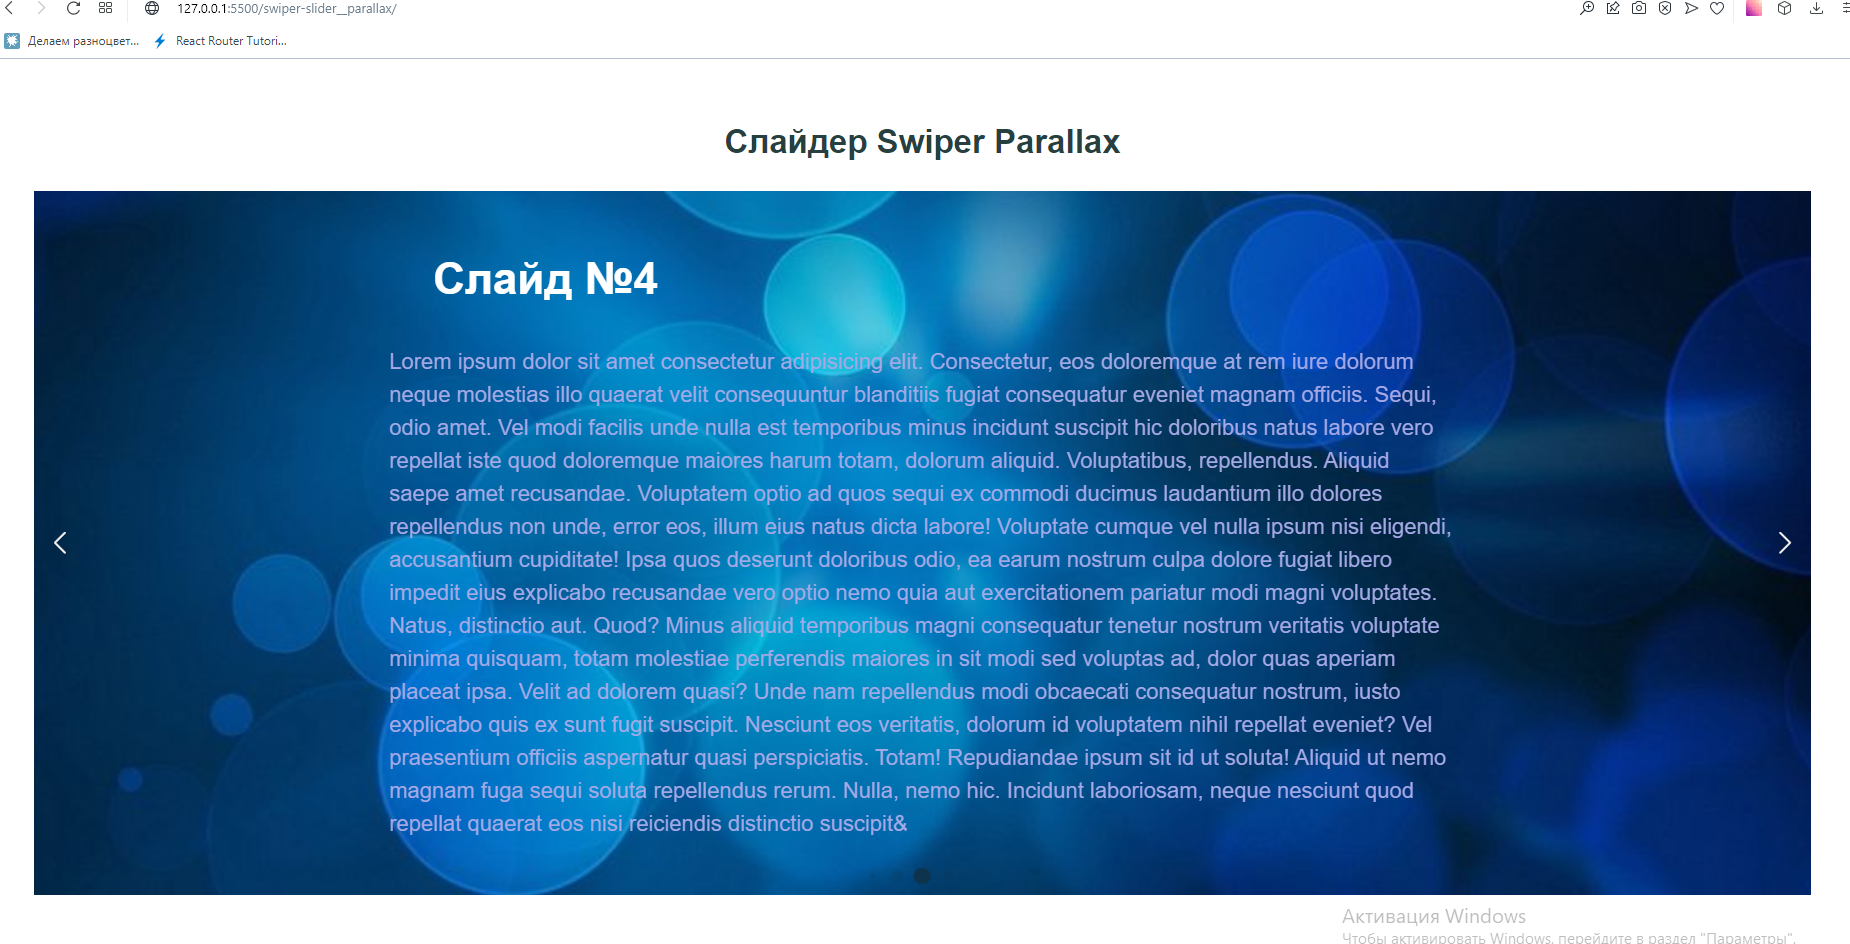 127.0.0.1:5500/swiper-slider__parallax/
Делаем разноцвет... React Router Tutori...
Слайдер Swiper Parallax
Слайд №4
Lorem ipsum dolor sit amet consectetur adipisicing elit. Consectetur, eos doloremque at rem iure dolorum
neque molestias illo quaerat velit consequuntur blanditiis fugiat consequatur eveniet magnam officiis. Sequi,
odio amet. Vel modi facilis unde nulla est temporibus minus incidunt suscipit hic doloribus natus labore vero
repellat iste quod doloremque maiores harum totam, dolorum aliquid. Voluptatibus, repellendus. Aliquid
saepe amet recusandae. Voluptatem optio ad quos sequi ex commodi ducimus laudantium illo dolores
repellendus non unde, error eos, illum eius natus dicta labore! Voluptate cumque vel nulla ipsum nisi eligendi,
accusantium cupiditate! Ipsa quos deserunt doloribus odio, ea earum nostrum culpa dolore fugiat libero
impedit eius explicabo recusandae vero optio nemo quia aut exercitationem pariatur modi magni voluptates.
Natus, distinctio aut. Quod? Minus aliquid temporibus magni consequatur tenetur nostrum veritatis voluptate
minima quisquam, totam molestiae perferendis maiores in sit modi sed voluptas ad, dolor quas aperiam
placeat ipsa. Velit ad dolorem quasi? Unde nam repellendus modi obcaecati consequatur nostrum, iusto
explicabo quis ex sunt fugit suscipit. Nesciunt eos veritatis, dolorum id voluptatem nihil repellat eveniet? Vel
praesentium officiis aspernatur quasi perspiciatis. Totam! Repudiandae ipsum sit id ut soluta! Aliquid ut nemo
magnam fuga sequi soluta repellendus rerum. Nulla, nemo hic. Incidunt laboriosam, neque nesciunt quod
repellat quaerat eos nisi reiciendis distinctio suscipit&
Активация Windows
Чтобы активировать Windows, перейдите в раздел "Параметры".